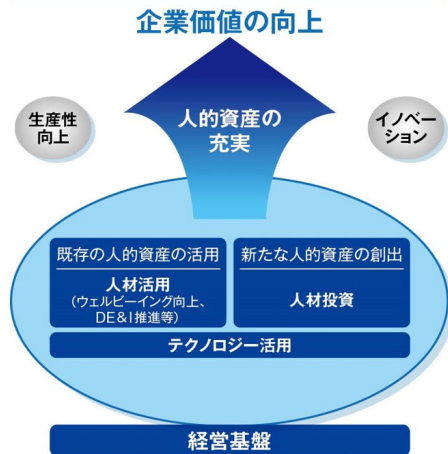 企業価値の向上
生産性
向上
人的資産の
充実
イノベー
ション
既存の人的資産の活用
人材活用
(ウェルビーイング向上、
DE&I推進等)
新たな人的資産の創出
人材投資
テクノロジー活用
経営基盤